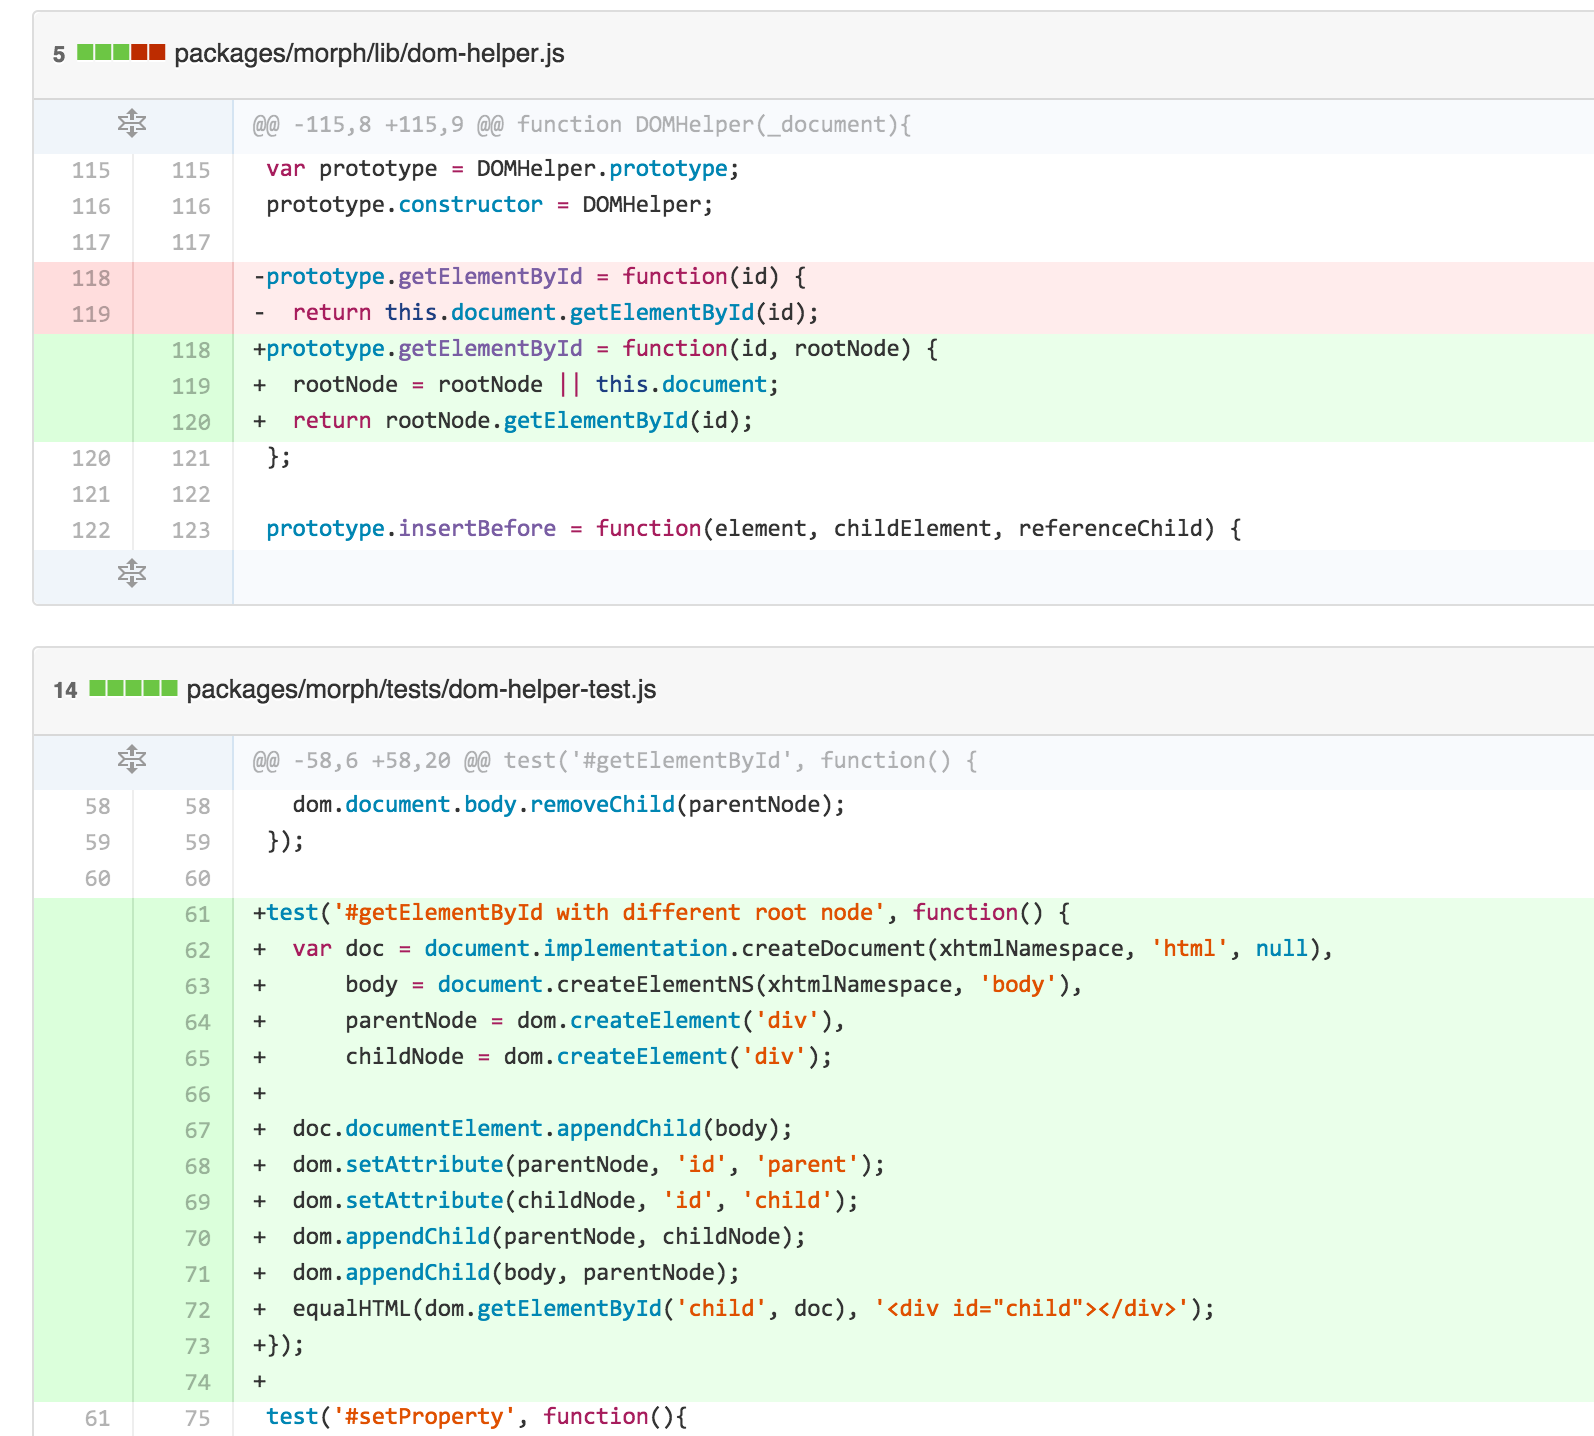 5 packages/morph/lib/dom-helper.js
@@ -115,8 +115,9 @@ function DOMHelper(_document){
115 115 var prototype = DOMHelper.prototype;
116 116 prototype.constructor = DOMHelper;
117 117
118 -prototype.getElementById = function(id) {
119 -  return this.document.getElementById(id);
118 +prototype.getElementById = function(id, rootNode) {
119 +  rootNode = rootNode || this.document;
120 +  return rootNode.getElementById(id);
120 121 };
121 122
122 123 prototype.insertBefore = function(element, childElement, referenceChild) {
14 packages/morph/tests/dom-helper-test.js
@@ -58,6 +58,20 @@ test('#getElementById', function() {
58 58   dom.document.body.removeChild(parentNode);
59 59 });
60 60
61 +test('#getElementById with different root node', function() {
62 +  var doc = document.implementation.createDocument(xhtmlNamespace, 'html', null),
63 +      body = document.createElementNS(xhtmlNamespace, 'body'),
64 +      parentNode = dom.createElement('div'),
65 +      childNode = dom.createElement('div');
66 +
67 +  doc.documentElement.appendChild(body);
68 +  dom.setAttribute(parentNode, 'id', 'parent');
69 +  dom.setAttribute(childNode, 'id', 'child');
70 +  dom.appendChild(parentNode, childNode);
71 +  dom.appendChild(body, parentNode);
72 +  equalHTML(dom.getElementById('child', doc), '<div id="child"></div>');
73 +});
74 +
61 75 test('#setProperty', function(){